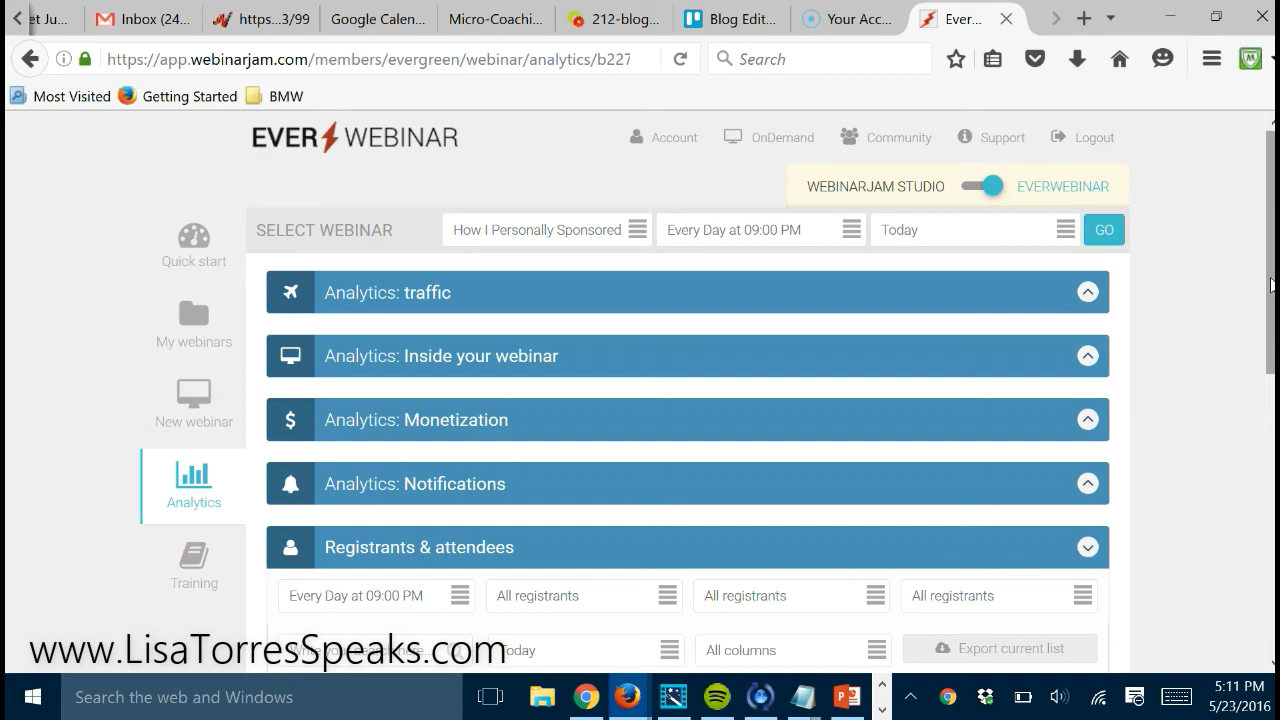 et Ju...
Inbox (24...
https...3/99
Google Calen...
Micro-Coachi...
212-blog...
Blog Edit...
Your Acc...
Ever...
https://app.webinarjam.com/members/evergreen/webinar/analytics/b227
Search
Most Visited
Getting Started
BMW
EVER WEBINAR
Account
OnDemand
Community
Support
Logout
WEBINARJAM STUDIO
EVERWEBINAR
SELECT WEBINAR
How I Personally Sponsored
Every Day at 09:00 PM
Today
GO
Quick start
My webinars
New webinar
Analytics
Training
Analytics: traffic
Analytics: Inside your webinar
Analytics: Monetization
Analytics: Notifications
Registrants & attendees
Every Day at 09:00 PM
All registrants
All registrants
All registrants
Today
All columns
Export current list
www.LisaTorresSpeaks.com
Search the web and Windows
5:11 PM
5/23/2016